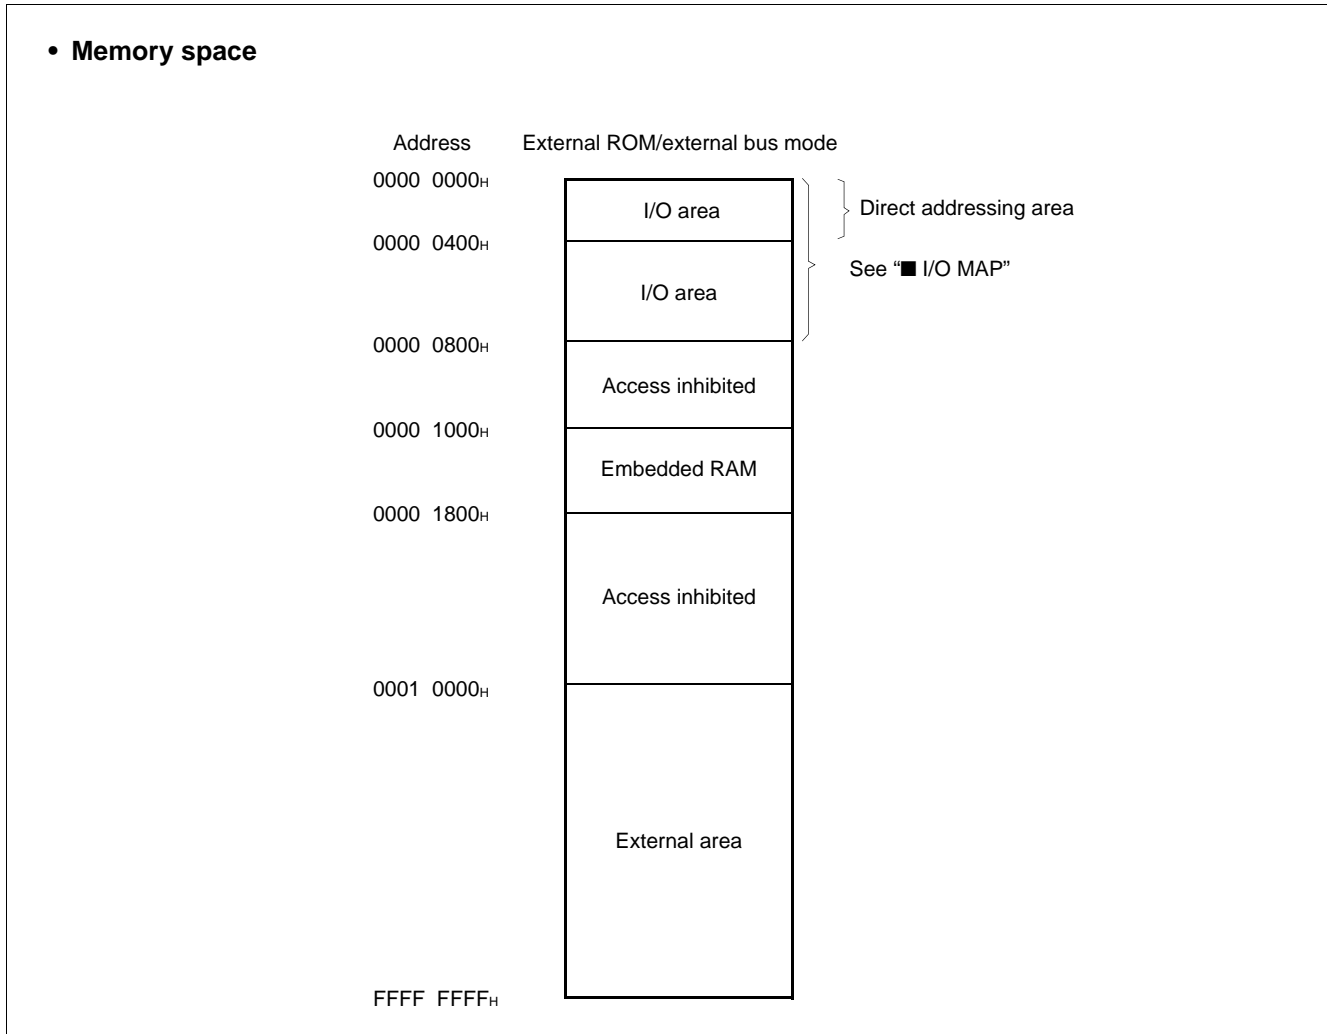 • Memory space
Address External ROM/external bus mode
0000 0000H
I/O area
Direct addressing area
0000 0400H
See “■ I/O MAP”
I/O area
0000 0800H
Access inhibited
0000 1000H
Embedded RAM
0000 1800H
Access inhibited
0001 0000H
External area
FFFF FFFFH